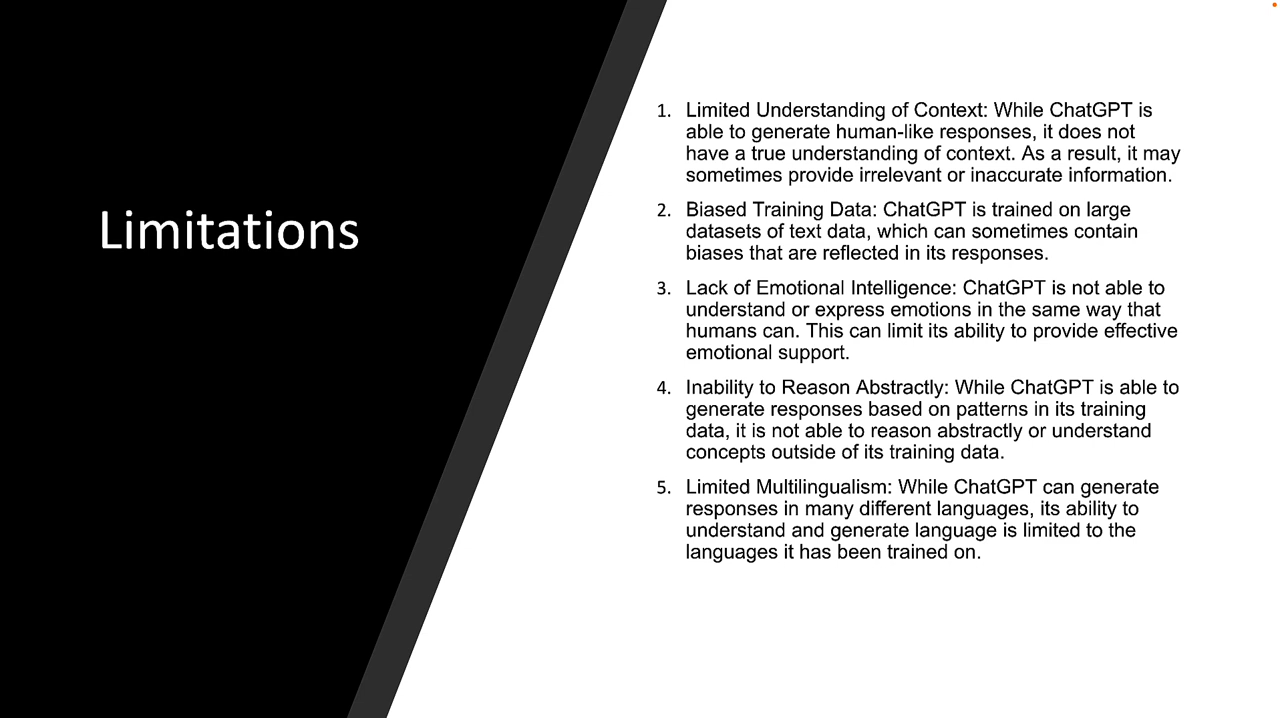 Limitations
1. Limited Understanding of Context: While ChatGPT is
able to generate human-like responses, it does not
have a true understanding of context. As a result, it may
sometimes provide irrelevant or inaccurate information.
2. Biased Training Data: ChatGPT is trained on large
datasets of text data, which can sometimes contain
biases that are reflected in its responses.
3. Lack of Emotional Intelligence: ChatGPT is not able to
understand or express emotions in the same way that
humans can. This can limit its ability to provide effective
emotional support.
4. Inability to Reason Abstractly: While ChatGPT is able to
generate responses based on patterns in its training
data, it is not able to reason abstractly or understand
concepts outside of its training data.
5. Limited Multilingualism: While ChatGPT can generate
responses in many different languages, its ability to
understand and generate language is limited to the
languages it has been trained on.